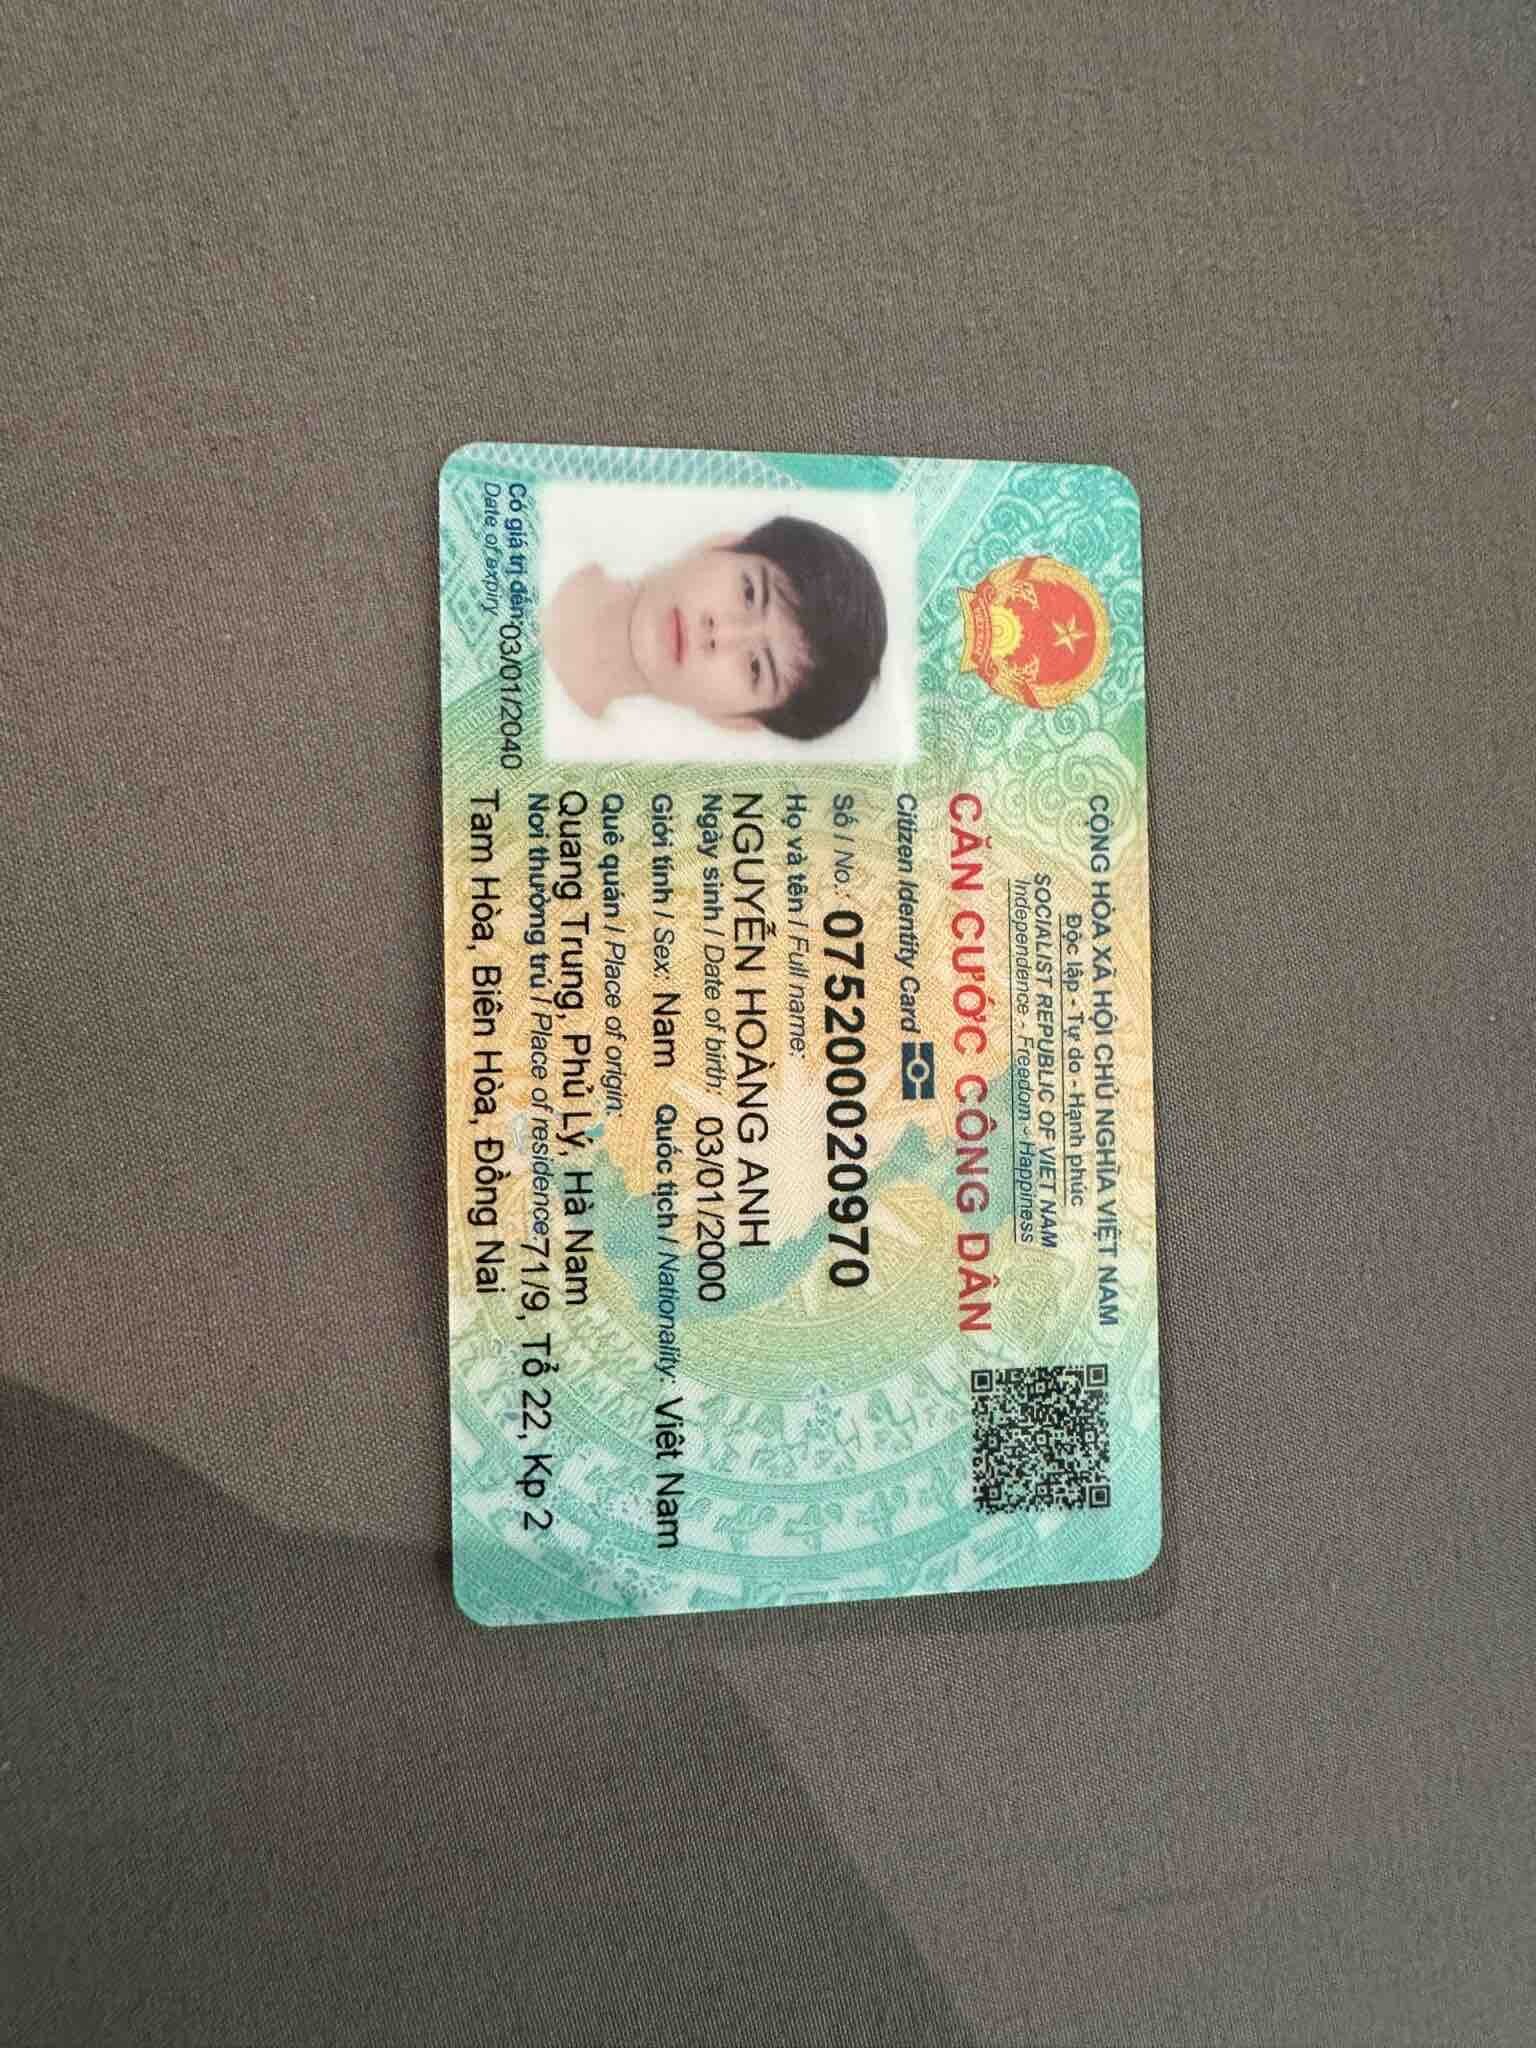 CỘNG HÒA XÃ HỘI CHỦ NGHĨA VIỆT NAM
Độc lập - Tự do - Hạnh phúc
SOCIALIST REPUBLIC OF VIET NAM
Independence - Freedom - Happiness
CĂN CƯỚC CÔNG DÂN
Citizen Identity Card
Số / No.: 075200020970
Họ và tên / Full name:
NGUYỄN HOÀNG ANH
Ngày sinh / Date of birth: 03/01/2000
Giới tính / Sex: Nam Quốc tịch / Nationality: Việt Nam
Quê quán / Place of origin:
Quang Trung, Phủ Lý, Hà Nam
Nơi thường trú / Place of residence: 71/9, Tổ 22, Kp 2
Tam Hòa, Biên Hòa, Đồng Nai
Có giá trị đến: 03/01/2040
Date of expiry